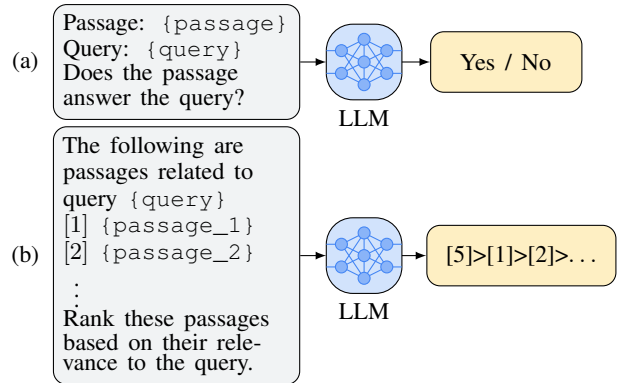 (a)
Passage: {passage}
Query: {query}
Does the passage
answer the query?
LLM
Yes / No
(b)
The following are
passages related to
query {query}
[1] {passage_1}
[2] {passage_2}
⋮
Rank these passages
based on their rele-
vance to the query.
LLM
[5]>[1]>[2]>. . .